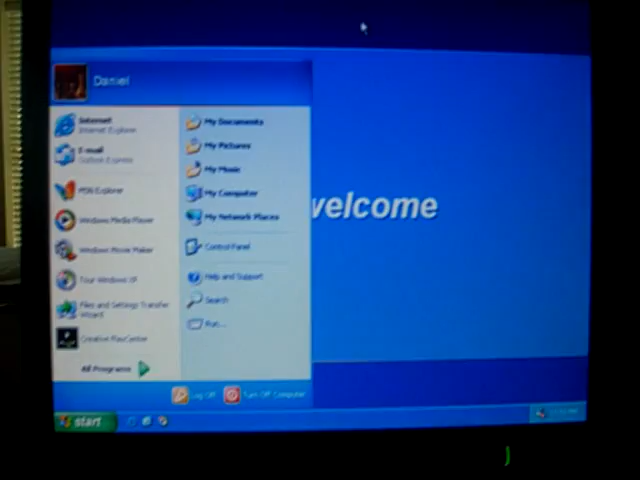 Daniel
Internet
Internet Explorer
E-mail
Outlook Express
MSN Explorer
Windows Media Player
Windows Movie Maker
Tour Windows XP
Files and Settings Transfer
Wizard
Creative PlayCenter
All Programs
My Documents
My Pictures
My Music
My Computer
My Network Places
Control Panel
Help and Support
Search
Run...
welcome
Log Off
Turn Off Computer
start